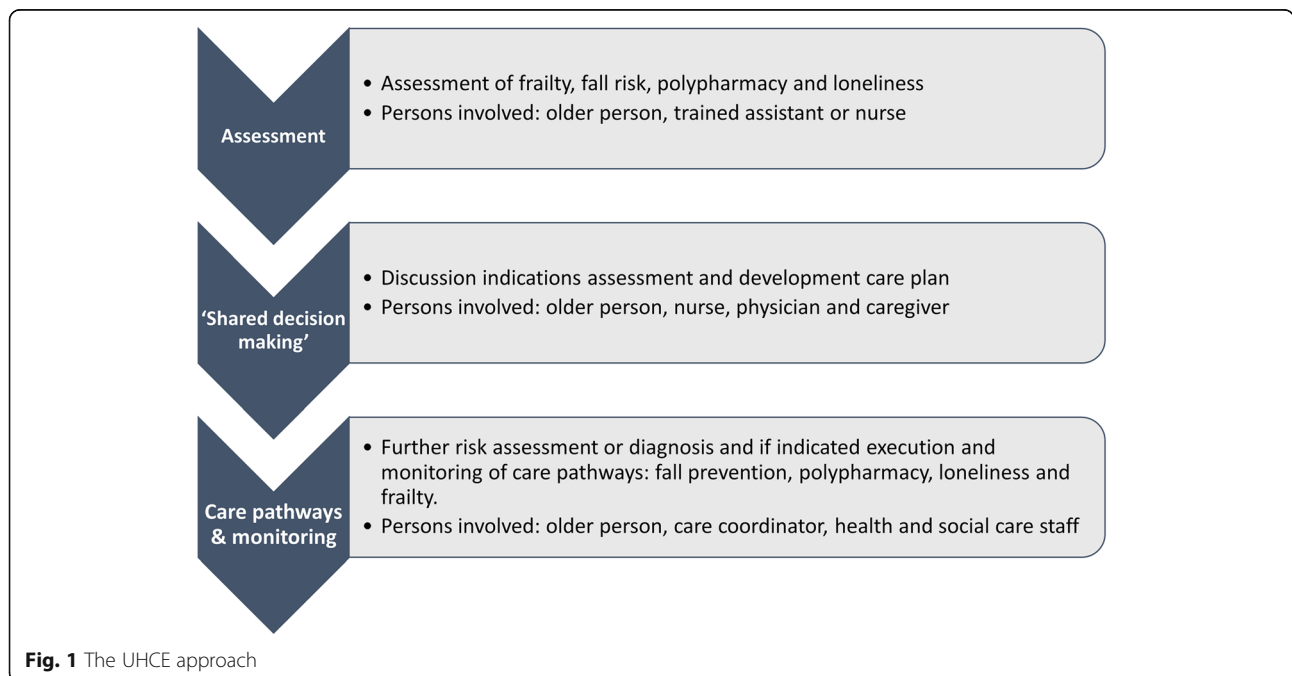 Assessment
• Assessment of frailty, fall risk, polypharmacy and loneliness
• Persons involved: older person, trained assistant or nurse
‘Shared decision
making’
• Discussion indications assessment and development care plan
• Persons involved: older person, nurse, physician and caregiver
Care pathways
& monitoring
• Further risk assessment or diagnosis and if indicated execution and
monitoring of care pathways: fall prevention, polypharmacy, loneliness and
frailty.
• Persons involved: older person, care coordinator, health and social care staff
Fig. 1 The UHCE approach